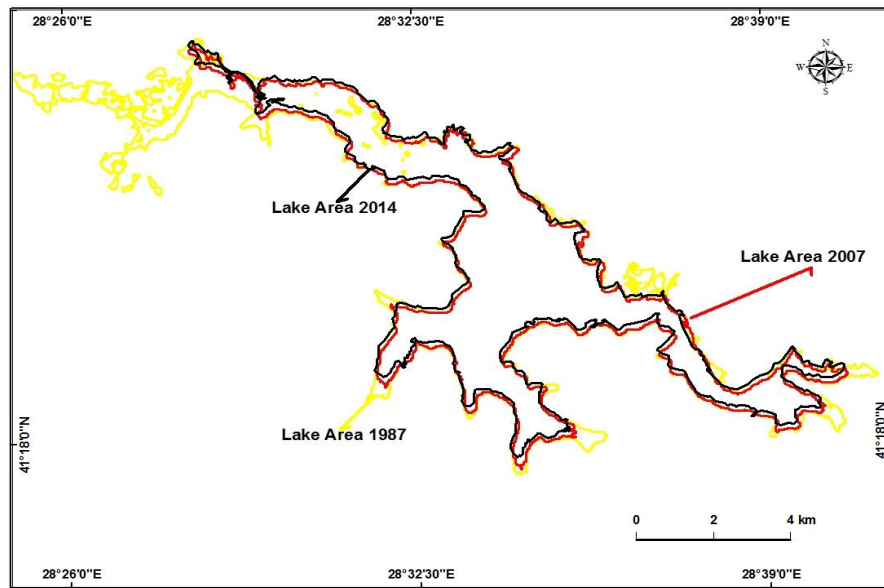 28°26'0"E 28°32'30"E 28°39'0"E
N
W E
S
Lake Area 2014
Lake Area 2007
Lake Area 1987
41°18'0"N 41°18'0"N
0 2 4 km
28°26'0"E 28°32'30"E 28°39'0"E